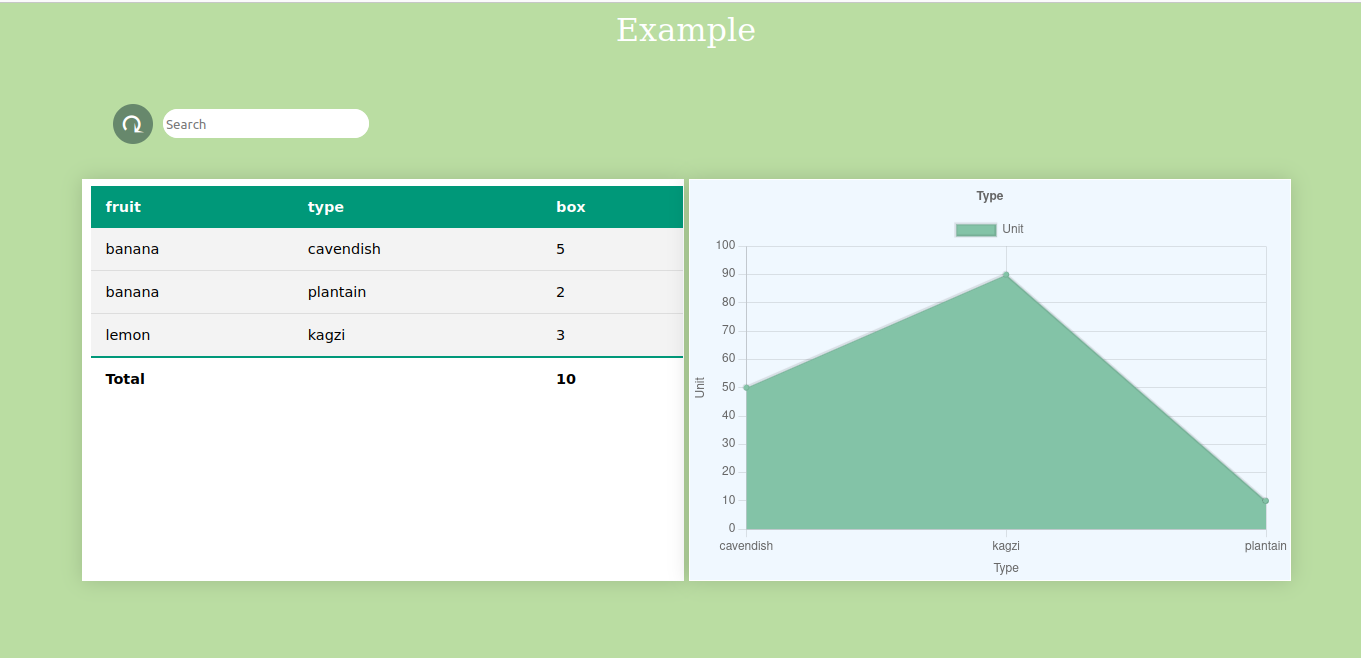 Example
Search
fruit type box
banana cavendish 5
banana plantain 2
lemon kagzi 3
Total 10
Type
Unit
100
90
80
70
60
50
40
30
20
10
0
Unit
cavendish kagzi plantain
Type